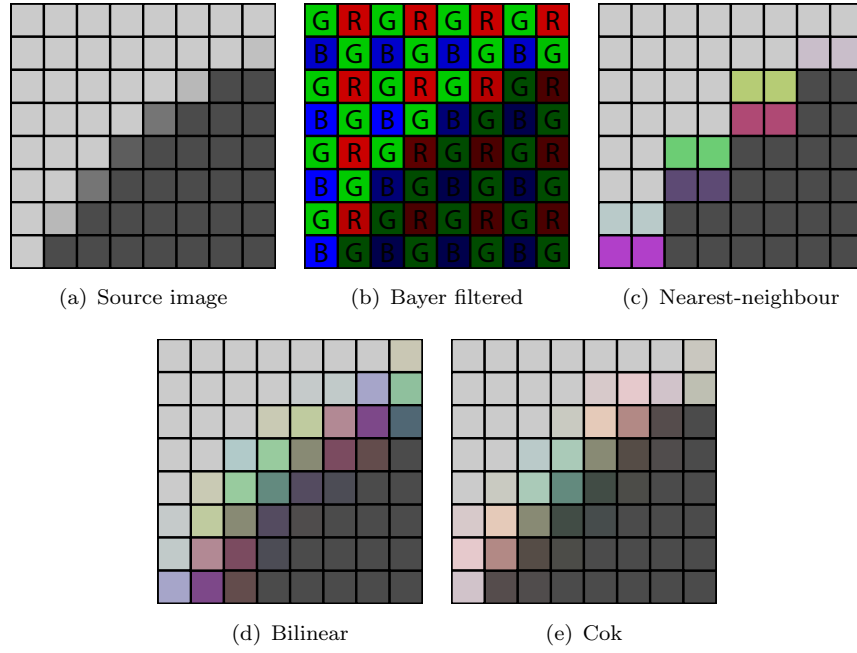 G R G R G R G R
B G B G B G B G
G R G R G R G R
B G B G B G B G
G R G R G R G R
B G B G B G B G
G R G R G R G R
B G B G B G B G
(a) Source image
(b) Bayer filtered
(c) Nearest-neighbour
(d) Bilinear
(e) Cok